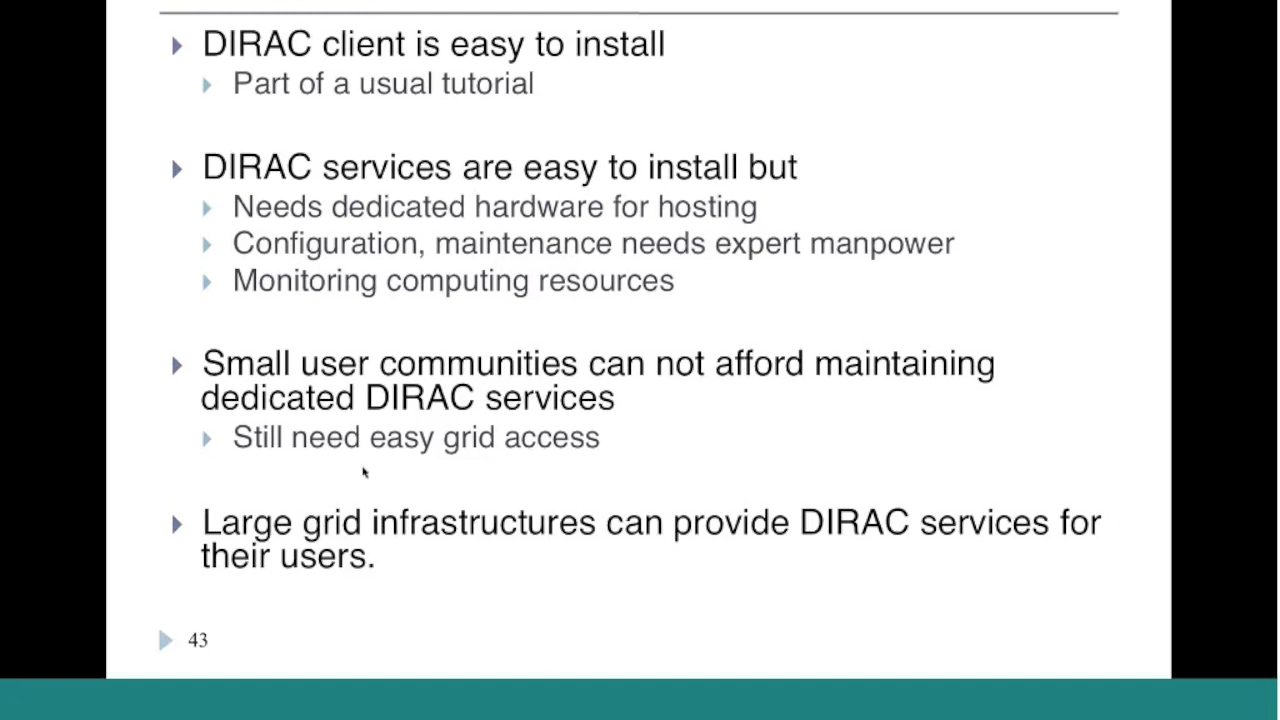 DIRAC client is easy to install
Part of a usual tutorial
DIRAC services are easy to install but
Needs dedicated hardware for hosting
Configuration, maintenance needs expert manpower
Monitoring computing resources
Small user communities can not afford maintaining
dedicated DIRAC services
Still need easy grid access
Large grid infrastructures can provide DIRAC services for
their users.
43